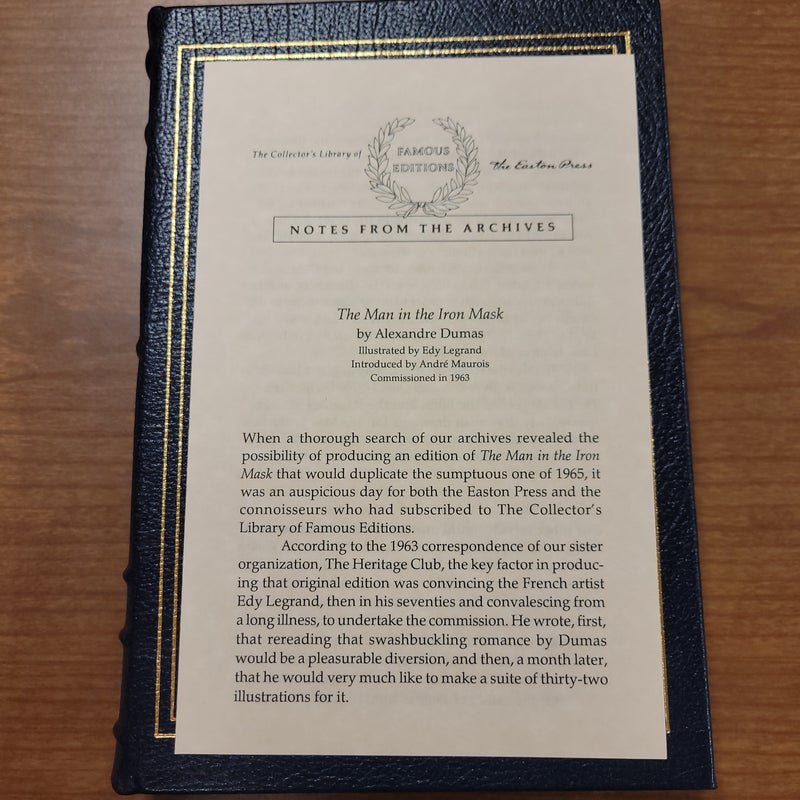 The Collector's Library of
FAMOUS
EDITIONS
The Easton Press
NOTES FROM THE ARCHIVES
The Man in the Iron Mask
by Alexandre Dumas
Illustrated by Edy Legrand
Introduced by André Maurois
Commissioned in 1963
When a thorough search of our archives revealed the
possibility of producing an edition of The Man in the Iron
Mask that would duplicate the sumptuous one of 1965, it
was an auspicious day for both the Easton Press and the
connoisseurs who had subscribed to The Collector's
Library of Famous Editions.
According to the 1963 correspondence of our sister
organization, The Heritage Club, the key factor in produc-
ing that original edition was convincing the French artist
Edy Legrand, then in his seventies and convalescing from
a long illness, to undertake the commission. He wrote, first,
that rereading that swashbuckling romance by Dumas
would be a pleasurable diversion, and then, a month later,
that he would very much like to make a suite of thirty-two
illustrations for it.